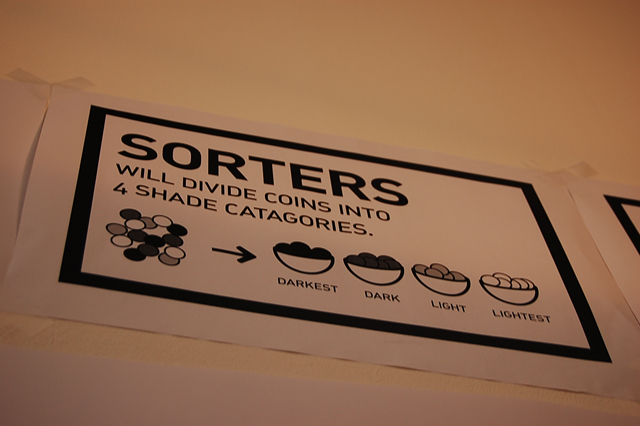 SORTERS
WILL DIVIDE COINS INTO
4 SHADE CATAGORIES.
DARKEST
DARK
LIGHT
LIGHTEST